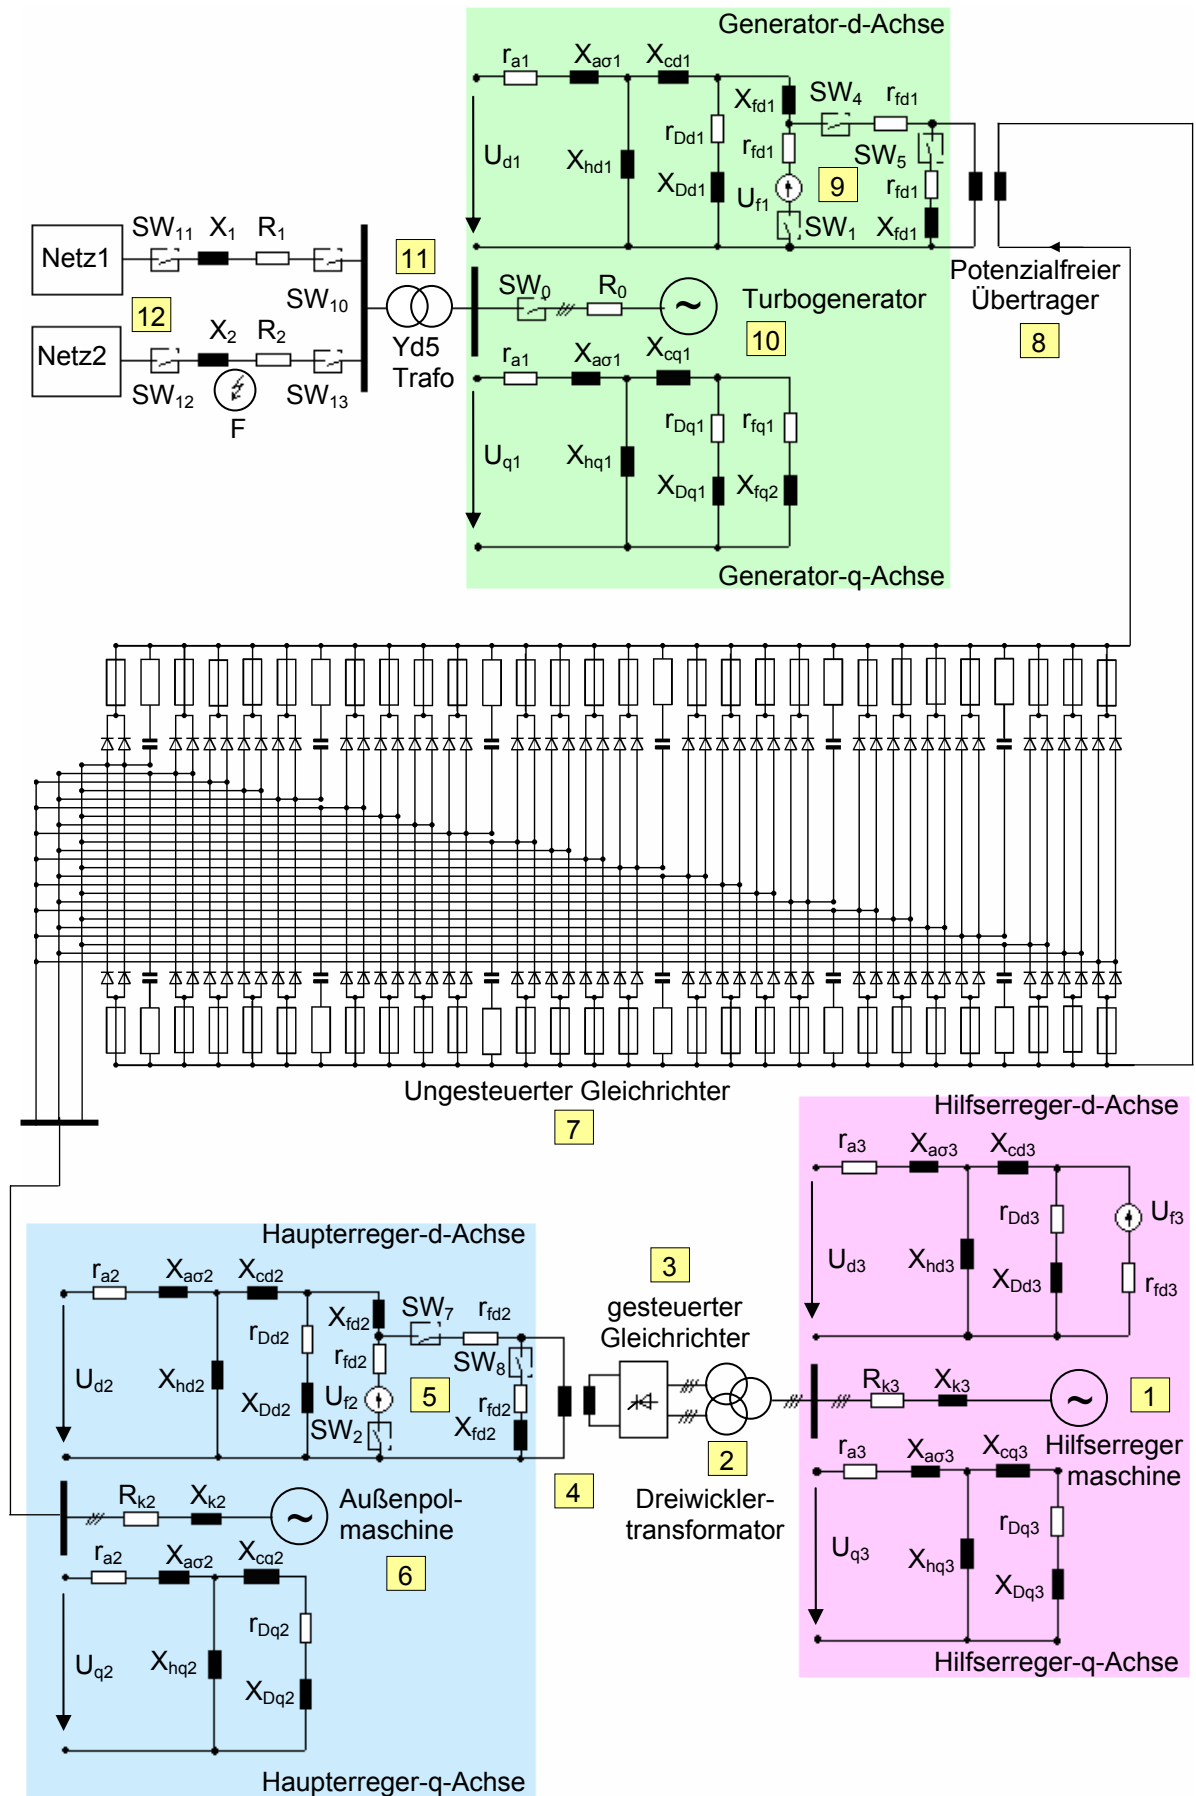 Generator-d-Achse
ra1
Xaσ1
Xcd1
Xfd1
SW4
rfd1
rDd1
rfd1
SW5
Ud1
Xhd1
XDd1
Uf1
9
rfd1
SW1
Xfd1
Netz1
SW11
X1
R1
11
SW10
12
SW0
R0
~
Turbogenerator
10
Potenzialfreier
Übertrager
8
Netz2
X2
R2
SW12
SW13
F
Yd5
Trafo
ra1
Xaσ1
Xcq1
rDq1
rfq1
Uq1
Xhq1
XDq1
Xfq2
Generator-q-Achse
Ungesteuerter Gleichrichter
7
Hilfserreger-d-Achse
ra3
Xaσ3
Xcd3
rDd3
Uf3
Ud3
Xhd3
XDd3
rfd3
Haupterreger-d-Achse
ra2
Xaσ2
Xcd2
Xfd2
SW7
rfd2
rDd2
rfd2
SW8
Ud2
Xhd2
XDd2
Uf2
5
rfd2
SW2
Xfd2
3
gesteuerter
Gleichrichter
4
2
Dreiwickler-
transformator
Rk3
Xk3
~
1
Hilfserreger
maschine
Rk2
Xk2
~
Außenpol-
maschine
6
ra3
Xaσ3
Xcq3
rDq3
Uq3
Xhq3
XDq3
Hilfserreger-q-Achse
ra2
Xaσ2
Xcq2
rDq2
Uq2
Xhq2
XDq2
Haupterreger-q-Achse